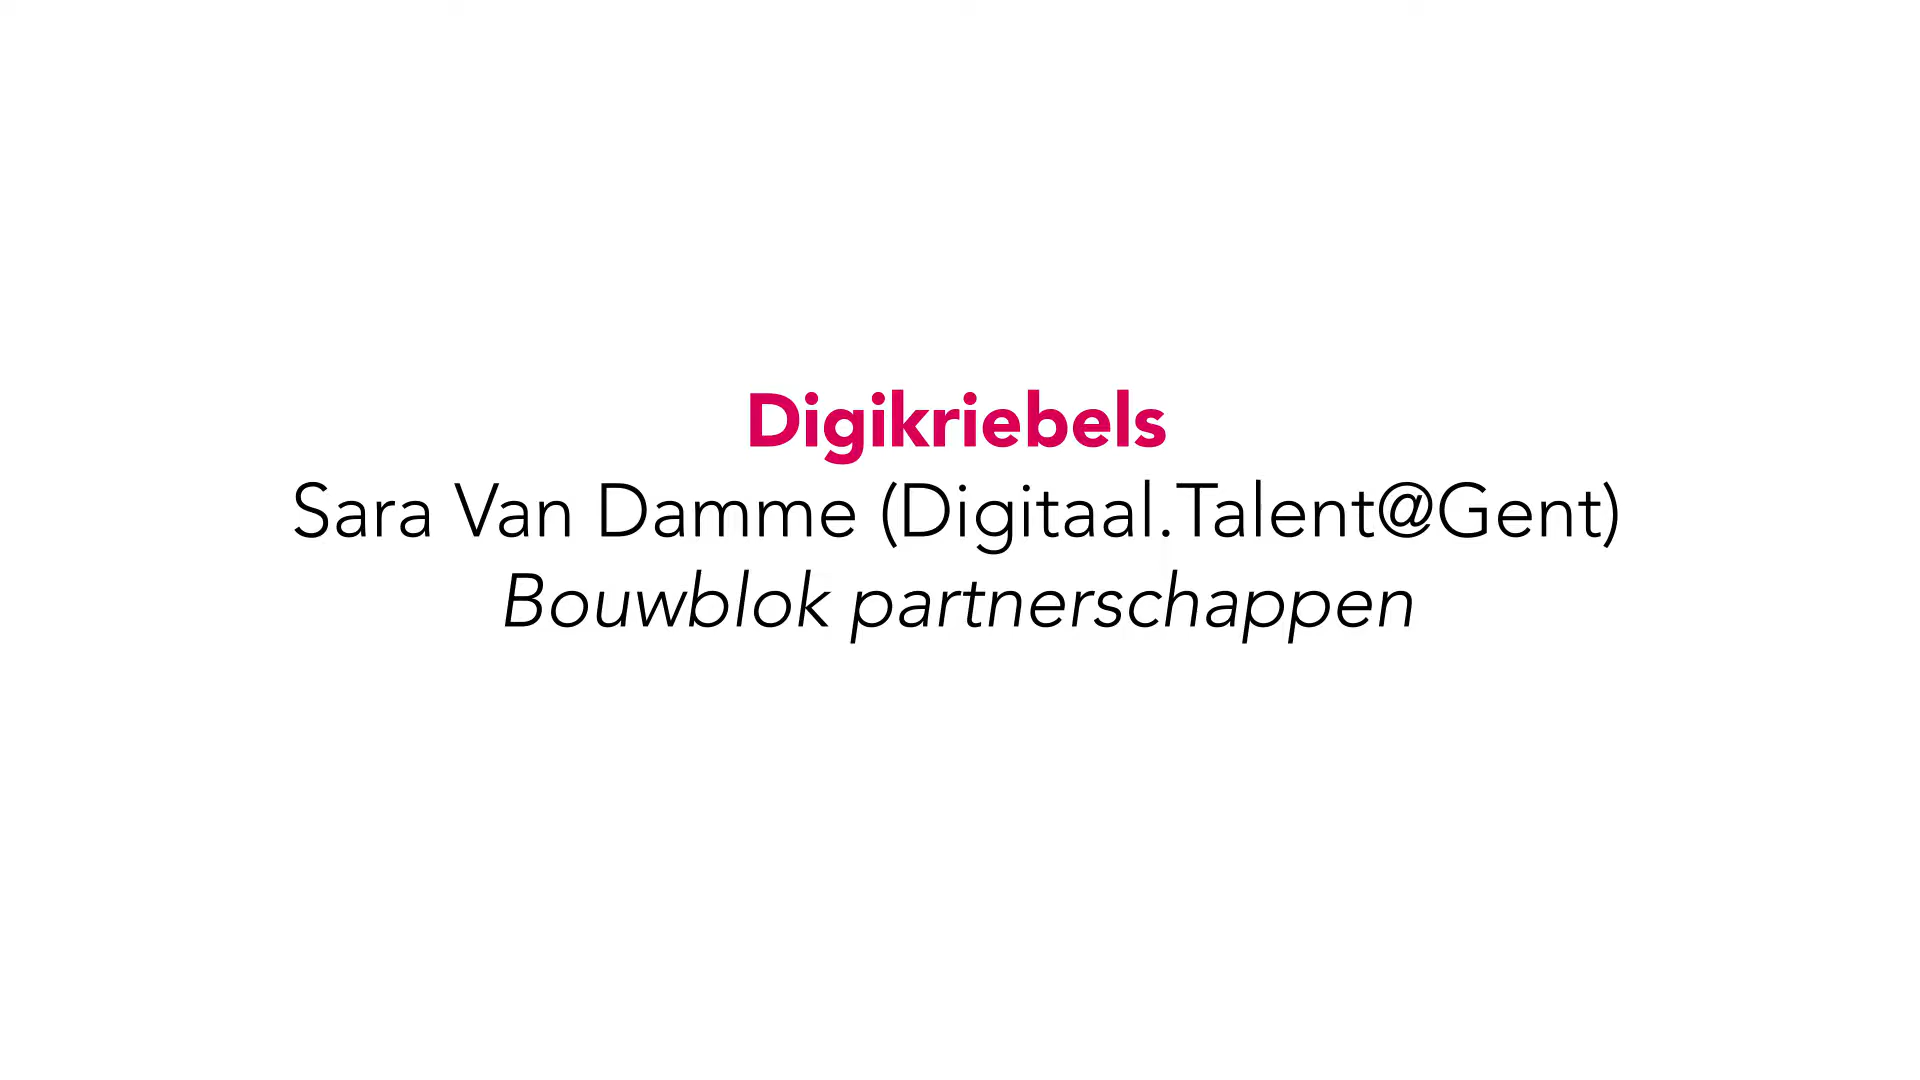 Digikriebels
Sara Van Damme (Digitaal.Talent@Gent)
Bouwblok partnerschappen